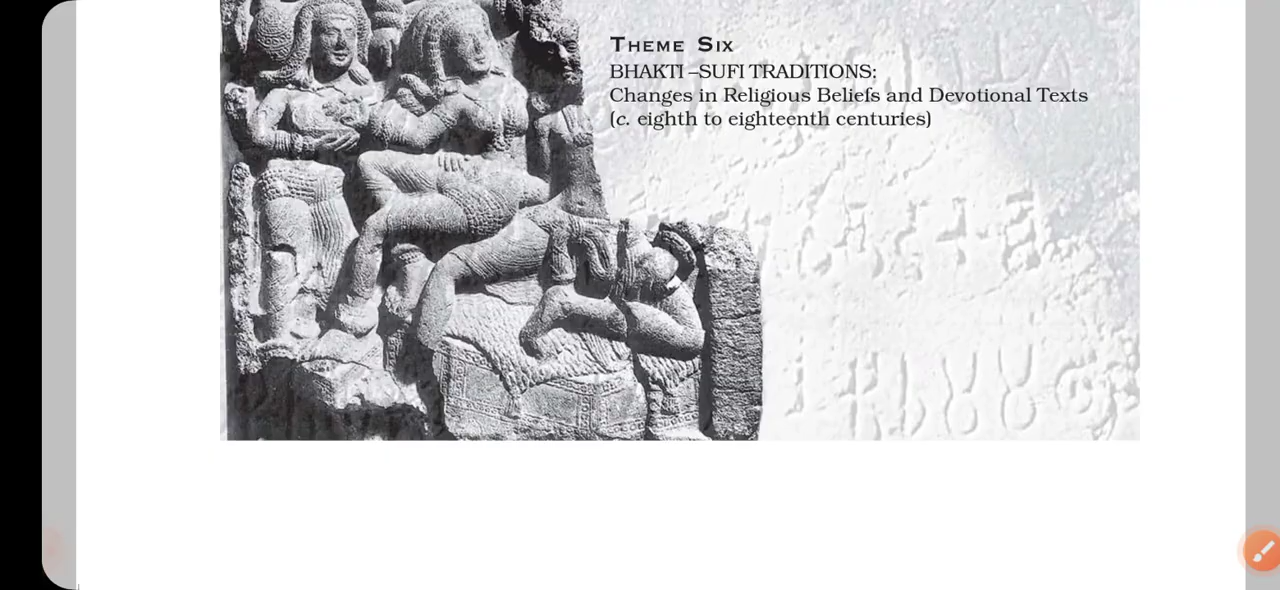 THEME SIX
BHAKTI –SUFI TRADITIONS:
Changes in Religious Beliefs and Devotional Texts
(c. eighth to eighteenth centuries)